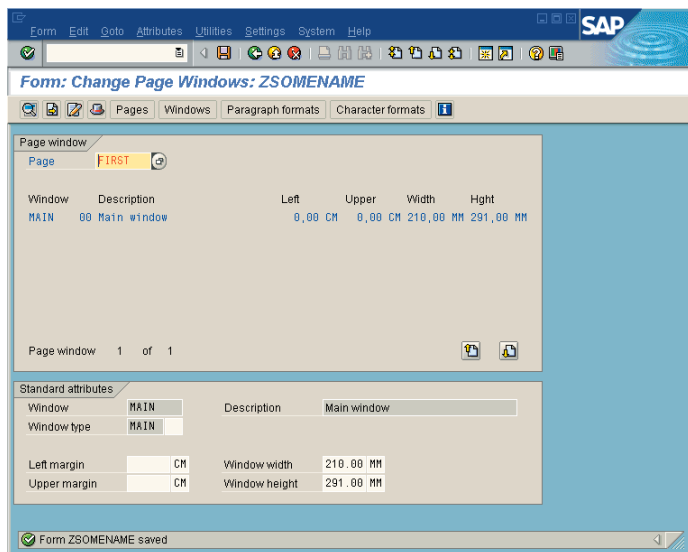 Form Edit Goto Attributes Utilities Settings System Help
SAP
Form: Change Page Windows: ZSOMENAME
Pages Windows Paragraph formats Character formats
Page window
Page FIRST
Window Description Left Upper Width Hght
MAIN 00 Main window 0,00 CM 0,00 CM 210,00 MM 291,00 MM
Page window 1 of 1
Standard attributes
Window MAIN Description Main window
Window type MAIN
Left margin CM Window width 210.00 MM
Upper margin CM Window height 291.00 MM
Form ZSOMENAME saved